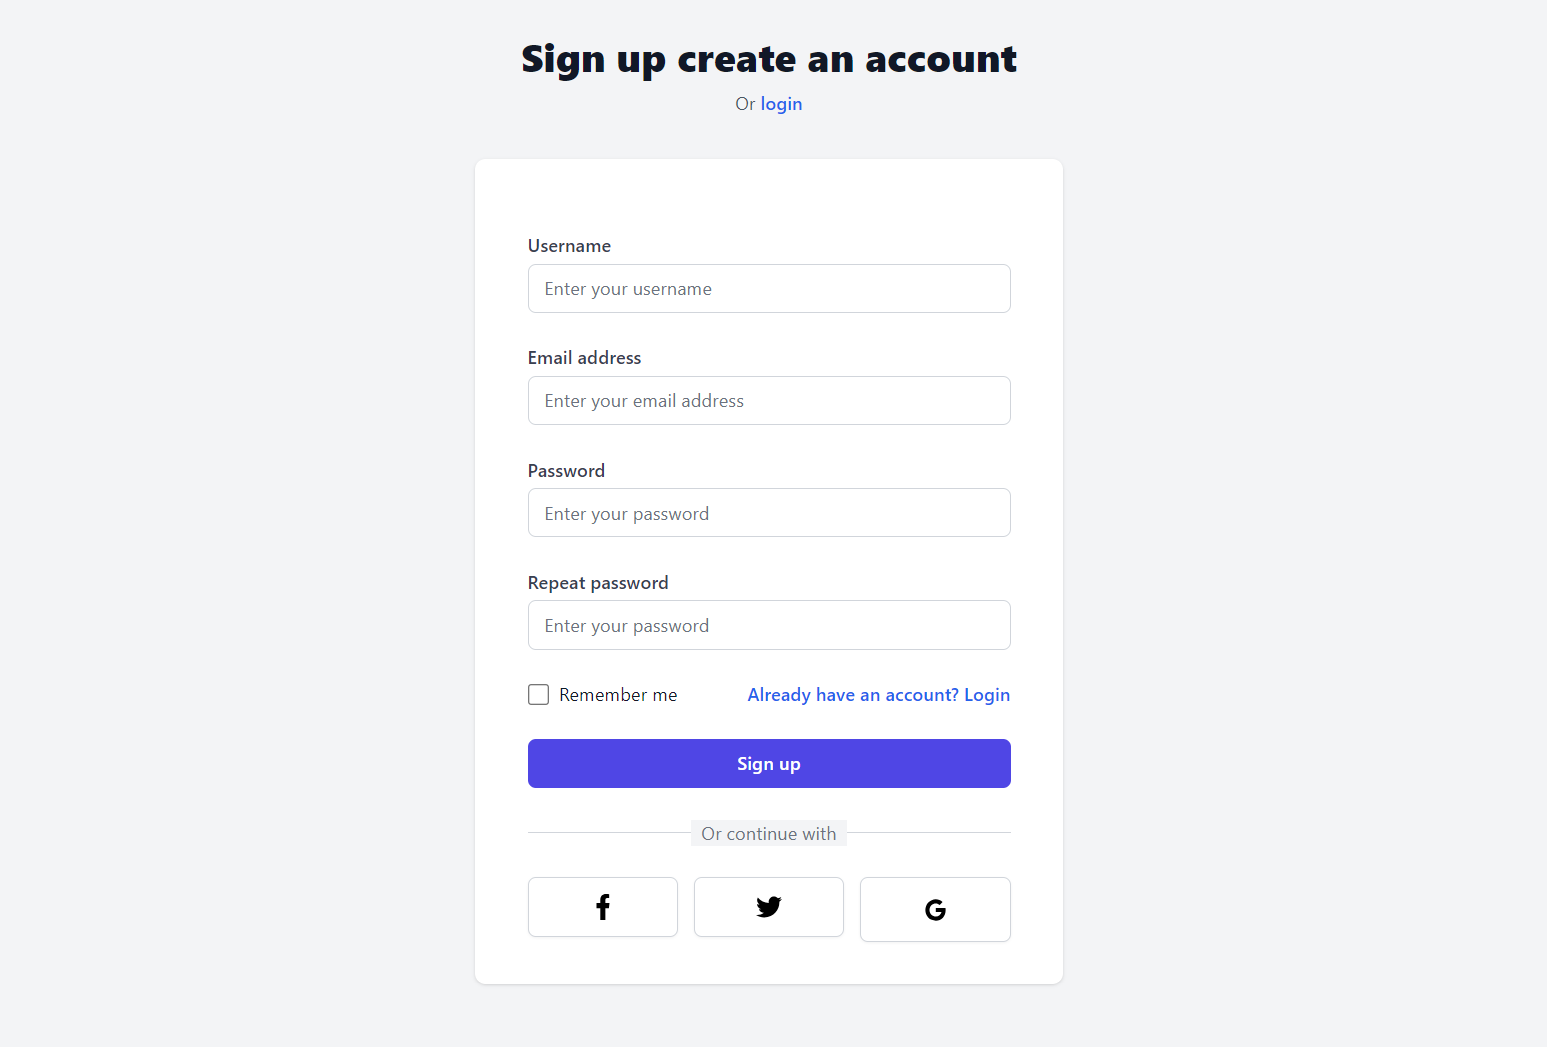 Sign up create an account
Or login
Username
Enter your username
Email address
Enter your email address
Password
Enter your password
Repeat password
Enter your password
Remember me
Already have an account? Login
Sign up
Or continue with